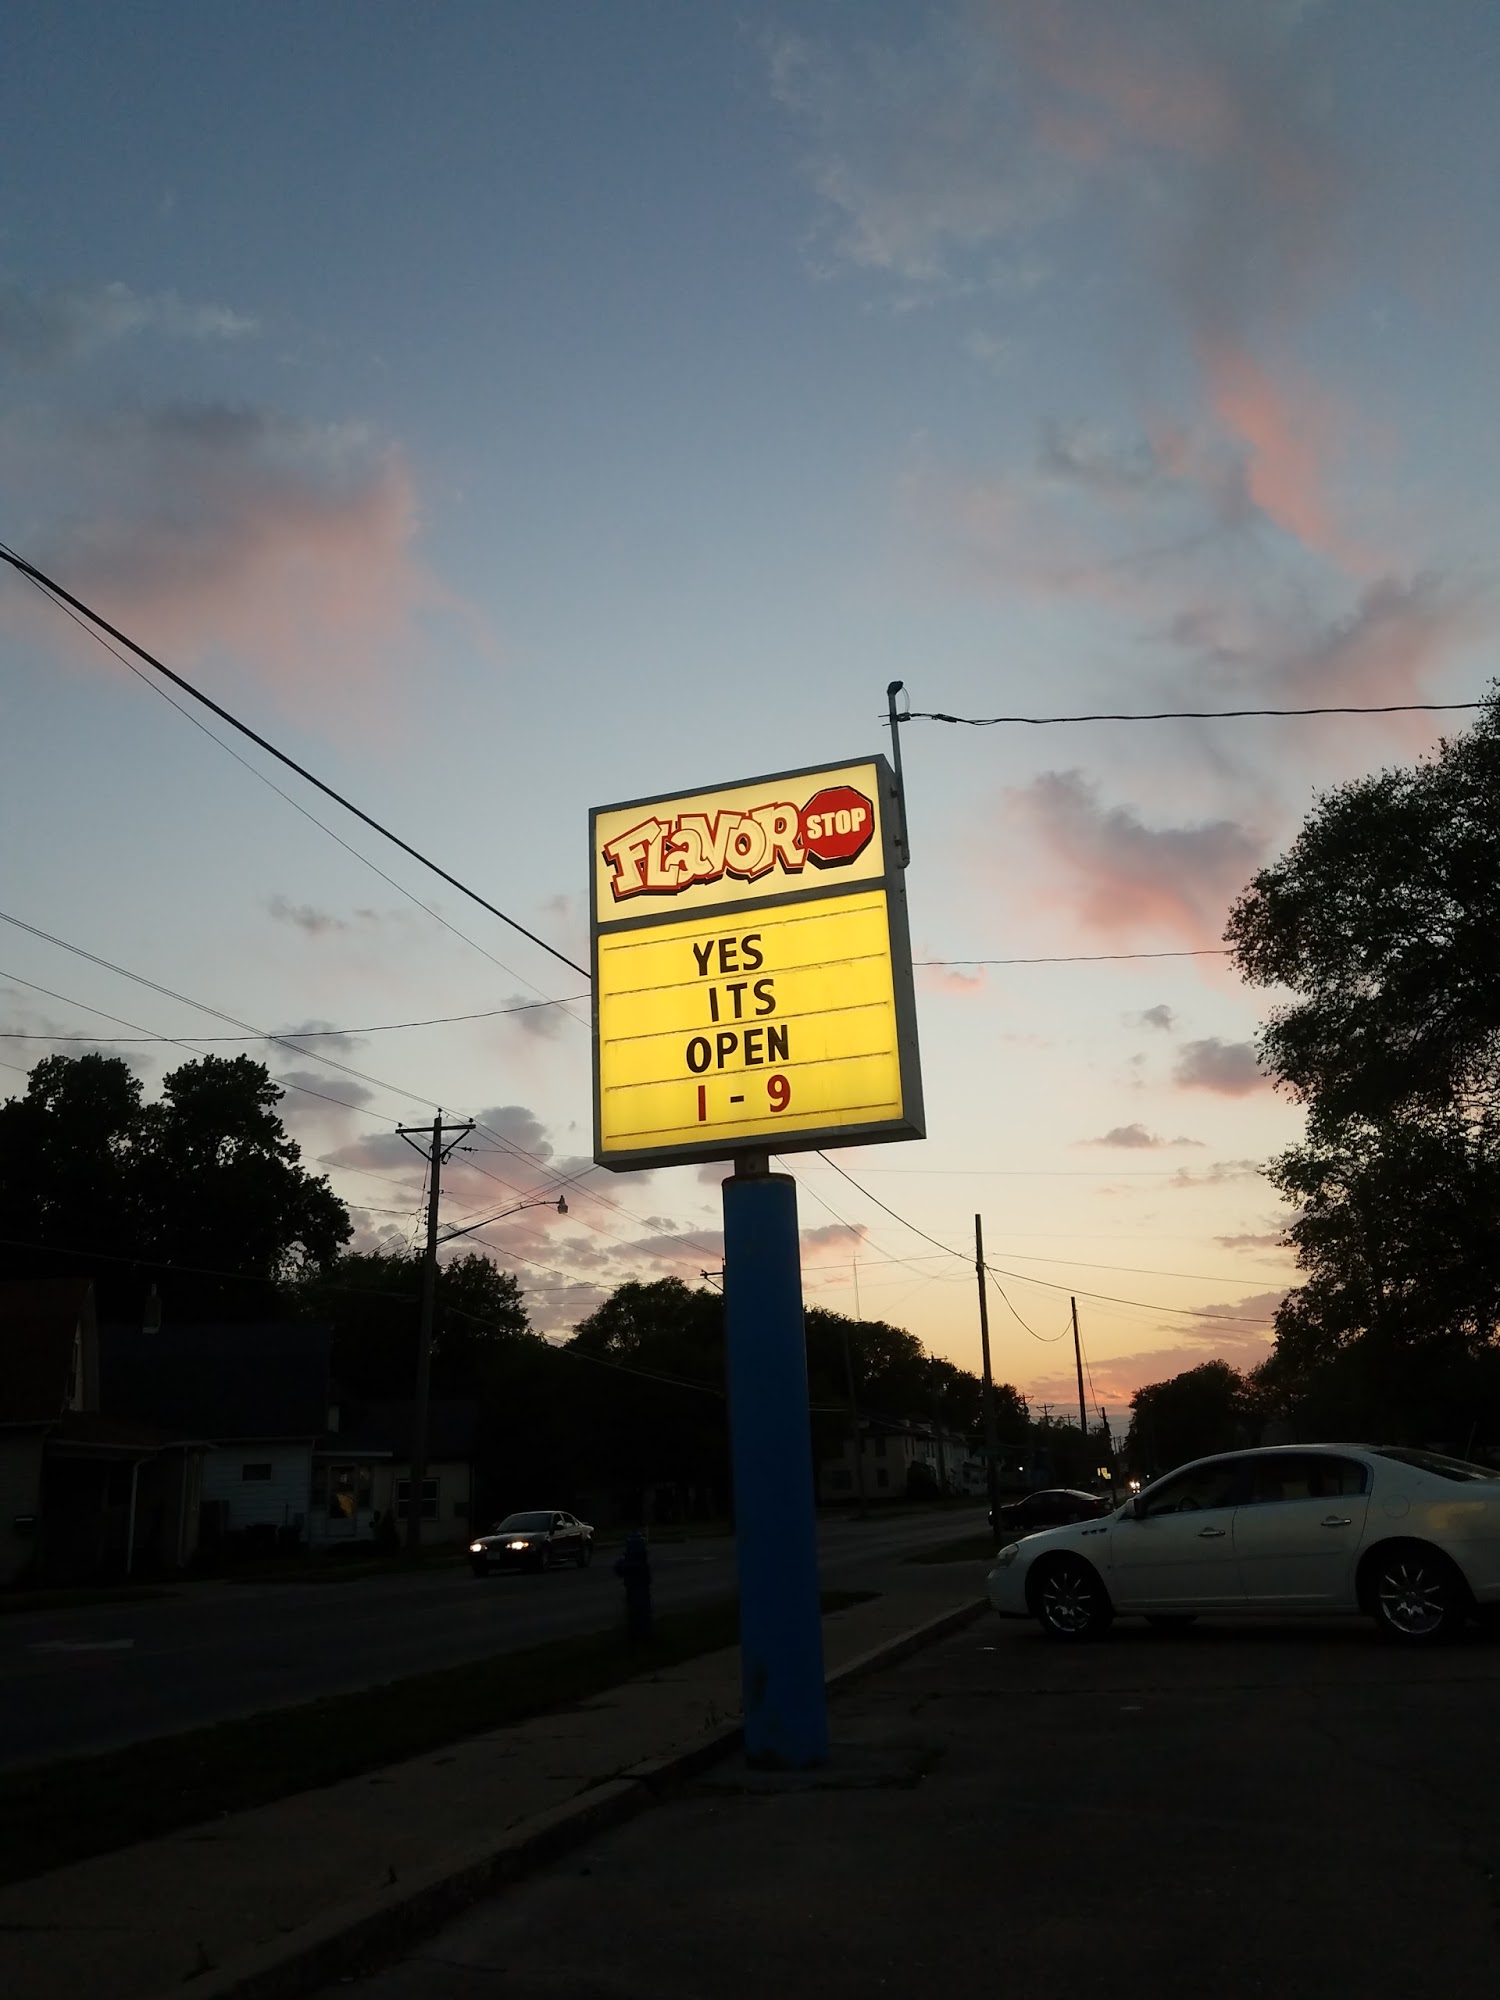 FLaVOR STOP
YES
ITS
OPEN
1-9